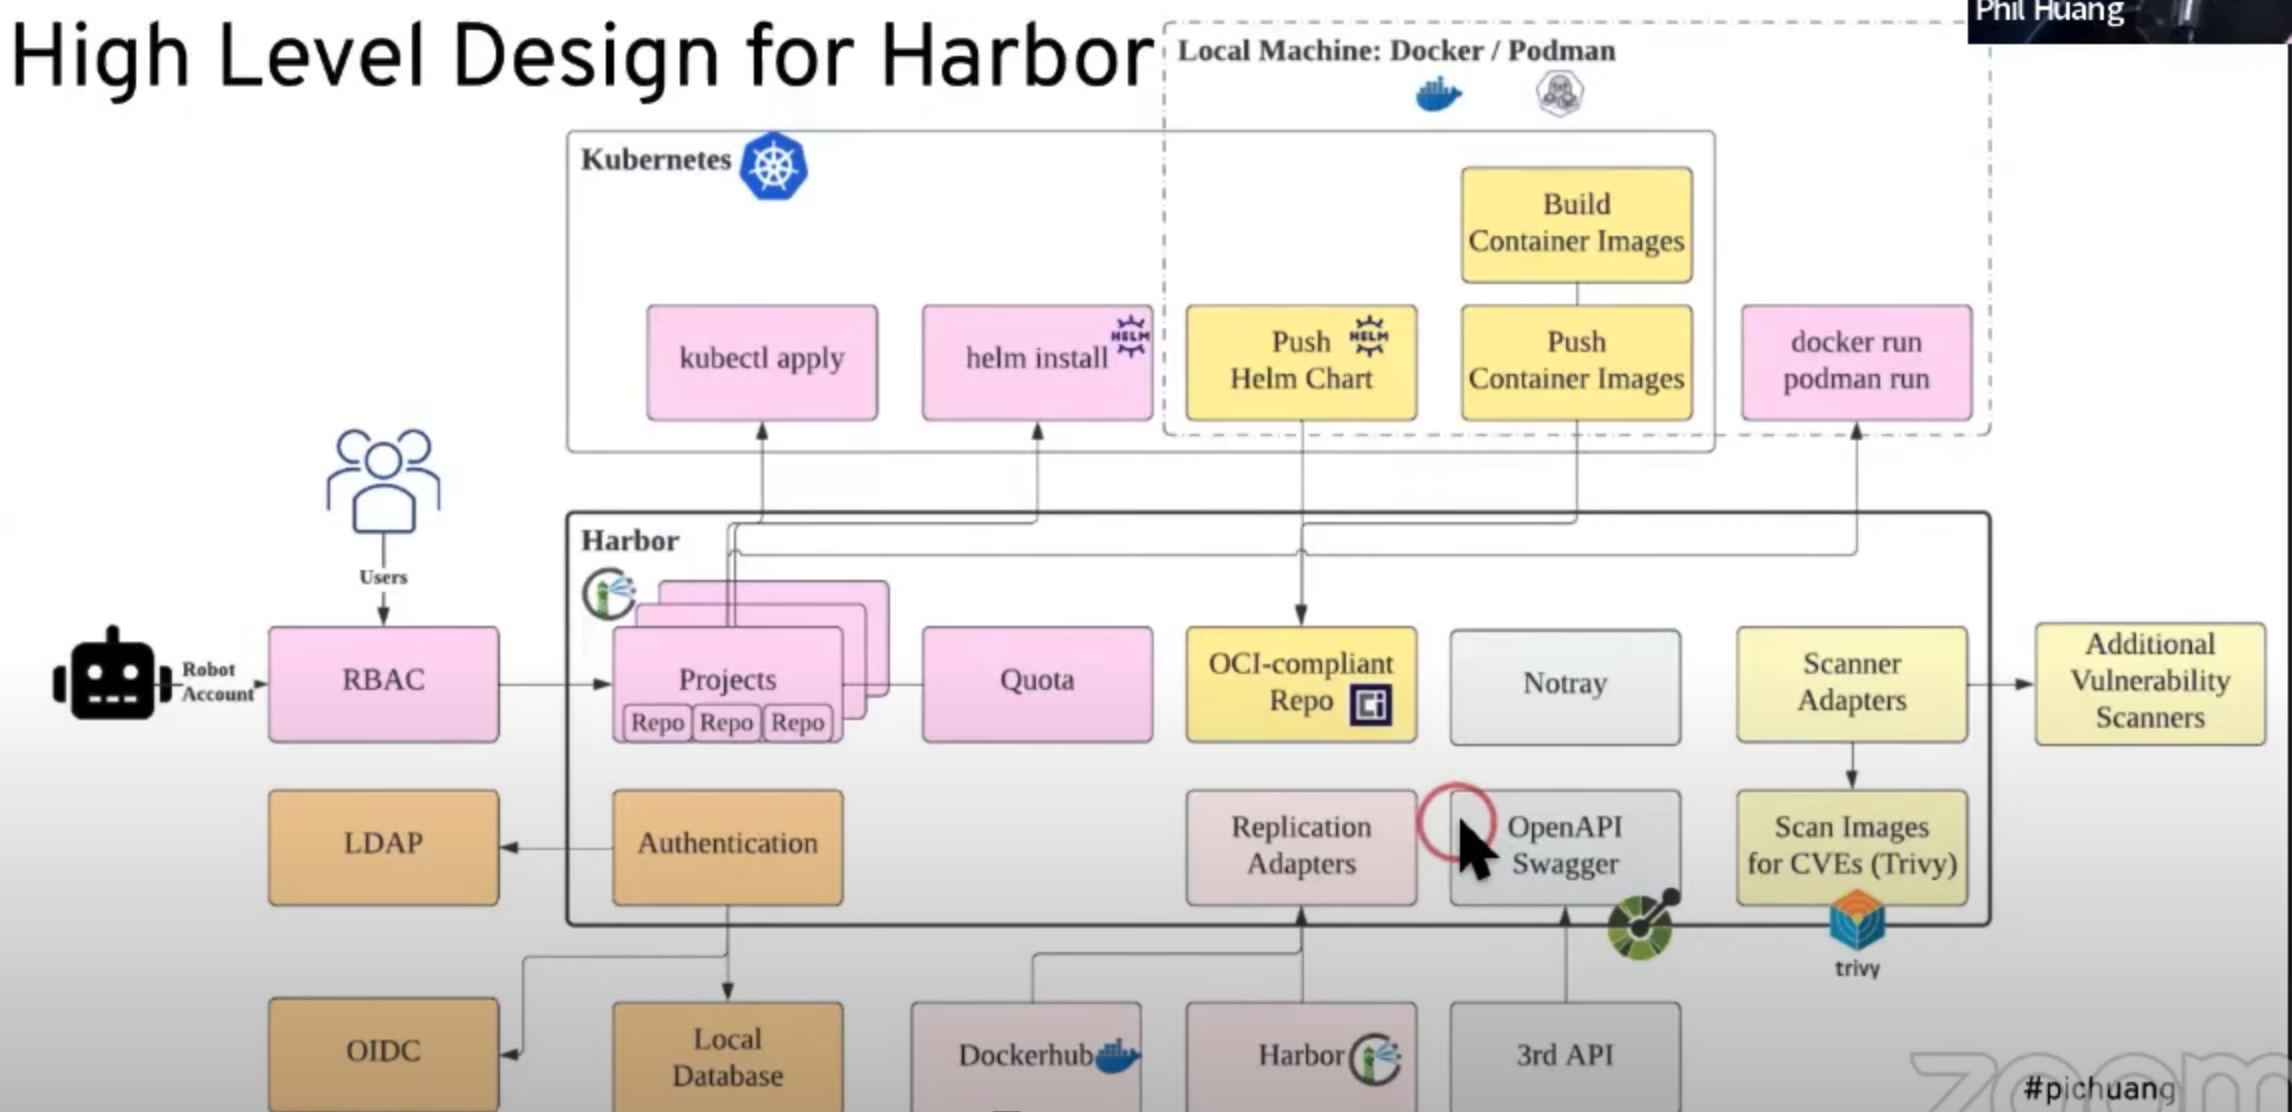 Phil Huang
High Level Design for Harbor
Local Machine: Docker / Podman
Kubernetes
Build
Container Images
kubectl apply
helm install
HELM
Push
HELM
Helm Chart
Push
Container Images
docker run
podman run
Users
Harbor
Robot
Account
RBAC
Projects
Repo
Repo
Repo
Quota
OCI-compliant
Repo
Notray
Scanner
Adapters
Additional
Vulnerability
Scanners
LDAP
Authentication
Replication
Adapters
OpenAPI
Swagger
Scan Images
for CVEs (Trivy)
trivy
OIDC
Local
Database
Dockerhub
Harbor
3rd API
zoom
#pichuang